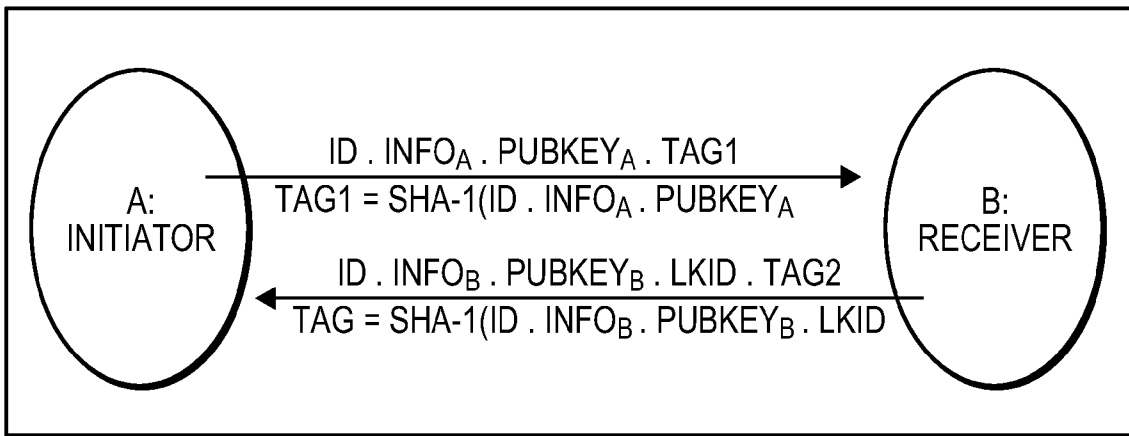 A:
INITIATOR
ID . INFOA . PUBKEYA . TAG1
TAG1 = SHA-1(ID . INFOA . PUBKEYA
ID . INFOB . PUBKEYB . LKID . TAG2
TAG = SHA-1(ID . INFOB . PUBKEYB . LKID
B:
RECEIVER